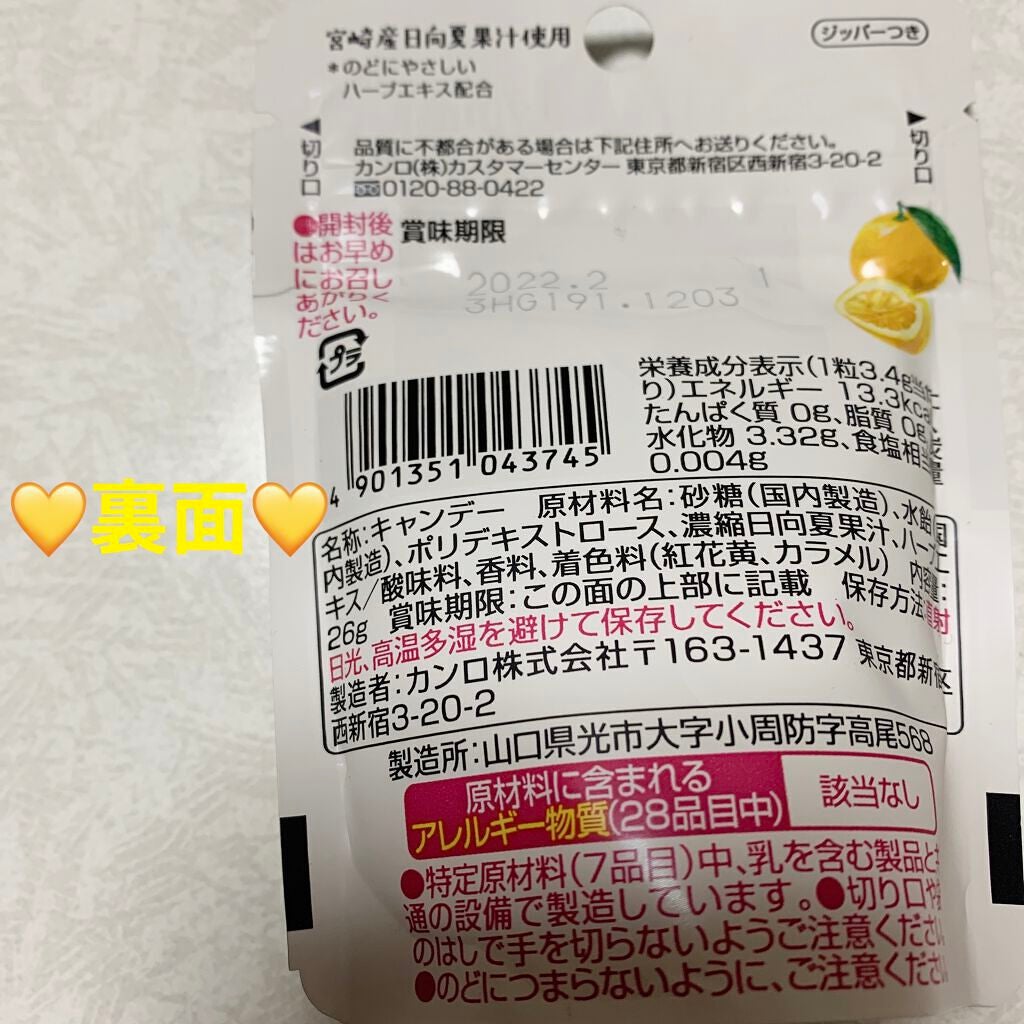 宮崎産日向夏果汁使用
*のどにやさしい
ハーブエキス配合
ジッパーつき
切り口
切り口
品質に不都合がある場合は下記住所へお送りください。
カンロ(株)カスタマーセンター 東京都新宿区西新宿3-20-2
0120-88-0422
●開封後
はお早め
にお召し
あがりく
ださい。
賞味期限
2022.2 1
3HG191.1203
プラ
栄養成分表示(1粒3.4g当た
り)エネルギー 13.3kcal、
たんぱく質 0g、脂質 0g、炭
水化物 3.32g、食塩相当量
0.004g
4 901351 043745
🧡裏面🧡
名称:キャンデー 原材料名:砂糖(国内製造)、水飴(国
内製造)、ポリデキストロース、濃縮日向夏果汁、ハーブエ
キス/酸味料、香料、着色料(紅花黄、カラメル) 内容量:
26g 賞味期限:この面の上部に記載 保存方法:直射
日光、高温多湿を避けて保存してください。
製造者:カンロ株式会社〒163-1437 東京都新宿区
西新宿3-20-2
製造所:山口県光市大字小周防字高尾568
原材料に含まれる
アレルギー物質(28品目中)
該当なし
●特定原材料(7品目)中、乳を含む製品と共
通の設備で製造しています。●切り口や
のはしで手を切らないようご注意ください
●のどにつまらないように、ご注意ください